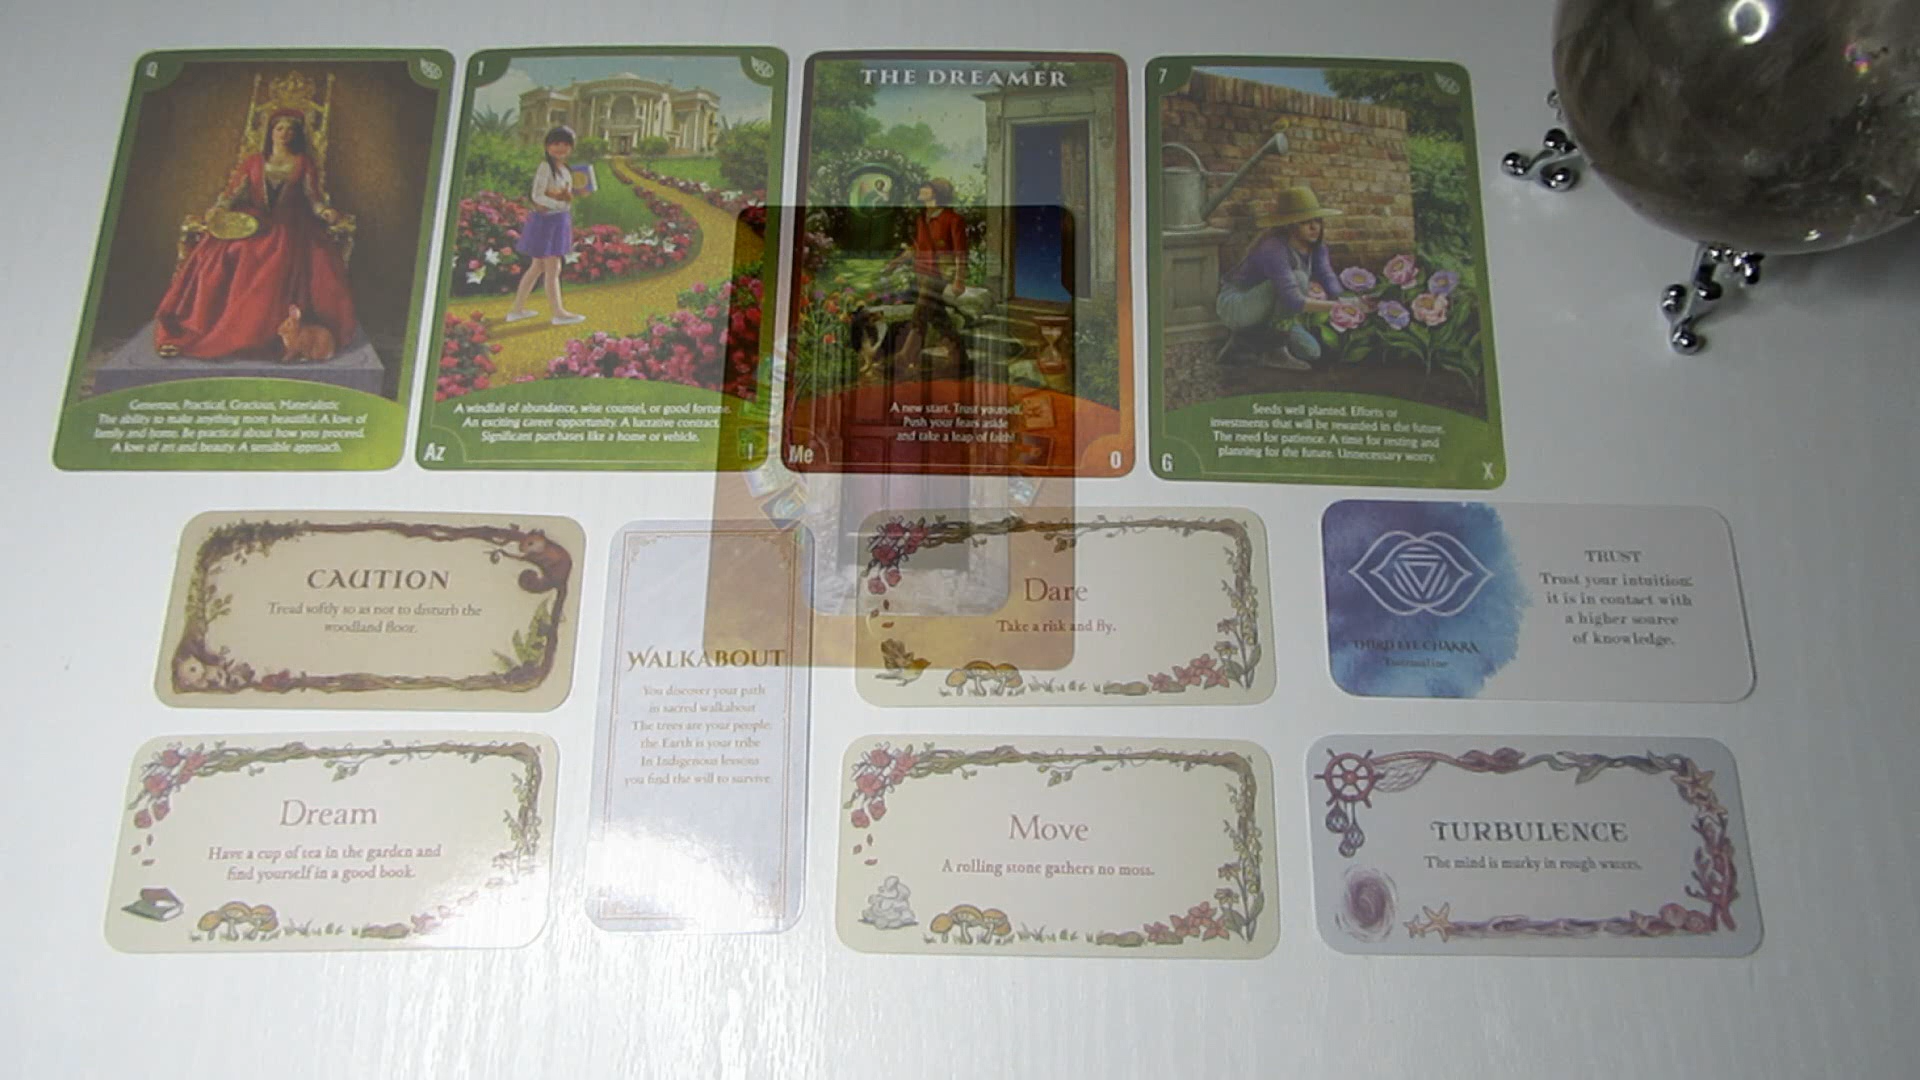 Q
Generous, Practical, Gracious, Materialistic
The ability to make anything more beautiful. A love of
family and home. Be practical about how you proceed.
A love of art and beauty. A sensible approach.
1
A windfall of abundance, wise counsel, or good fortune.
An exciting career opportunity. A lucrative contract.
Significant purchases like a home or vehicle.
Az
THE DREAMER
A new start. Trust yourself.
Push your fears aside
and take a leap of faith!
Me
0
7
Seeds well planted. Efforts or
investments that will be rewarded in the future.
The need for patience. A time for resting and
planning for the future. Unnecessary worry.
G
X
CAUTION
Tread softly so as not to disturb the
woodland floor.
WALKABOUT
You discover your path
in sacred walkabout
The trees are your people;
the Earth is your tribe
In Indigenous lessons
you find the will to survive
Dare
Take a risk and fly.
THIRD EYE CHAKRA
Tourmaline
TRUST
Trust your intuition:
it is in contact with
a higher source
of knowledge.
Dream
Have a cup of tea in the garden and
find yourself in a good book.
Move
A rolling stone gathers no moss.
TURBULENCE
The mind is murky in rough waters.